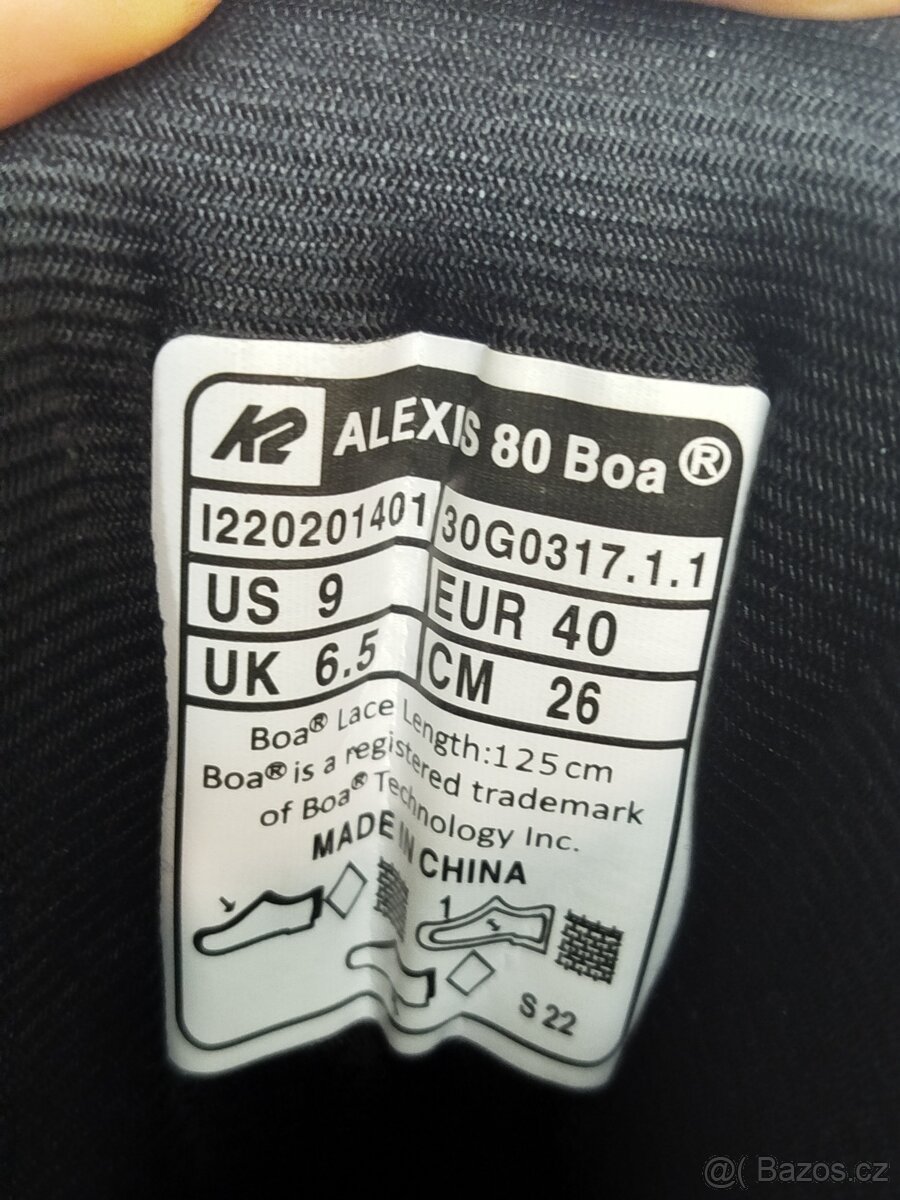 K2 ALEXIS 80 Boa®
I220201401 30G0317.1.1
US 9 EUR 40
UK 6.5 CM 26
Boa® Lace Length:125cm
Boa® is a registered trademark
of Boa® Technology Inc.
MADE IN CHINA
1
S 22
@( Bazos.cz